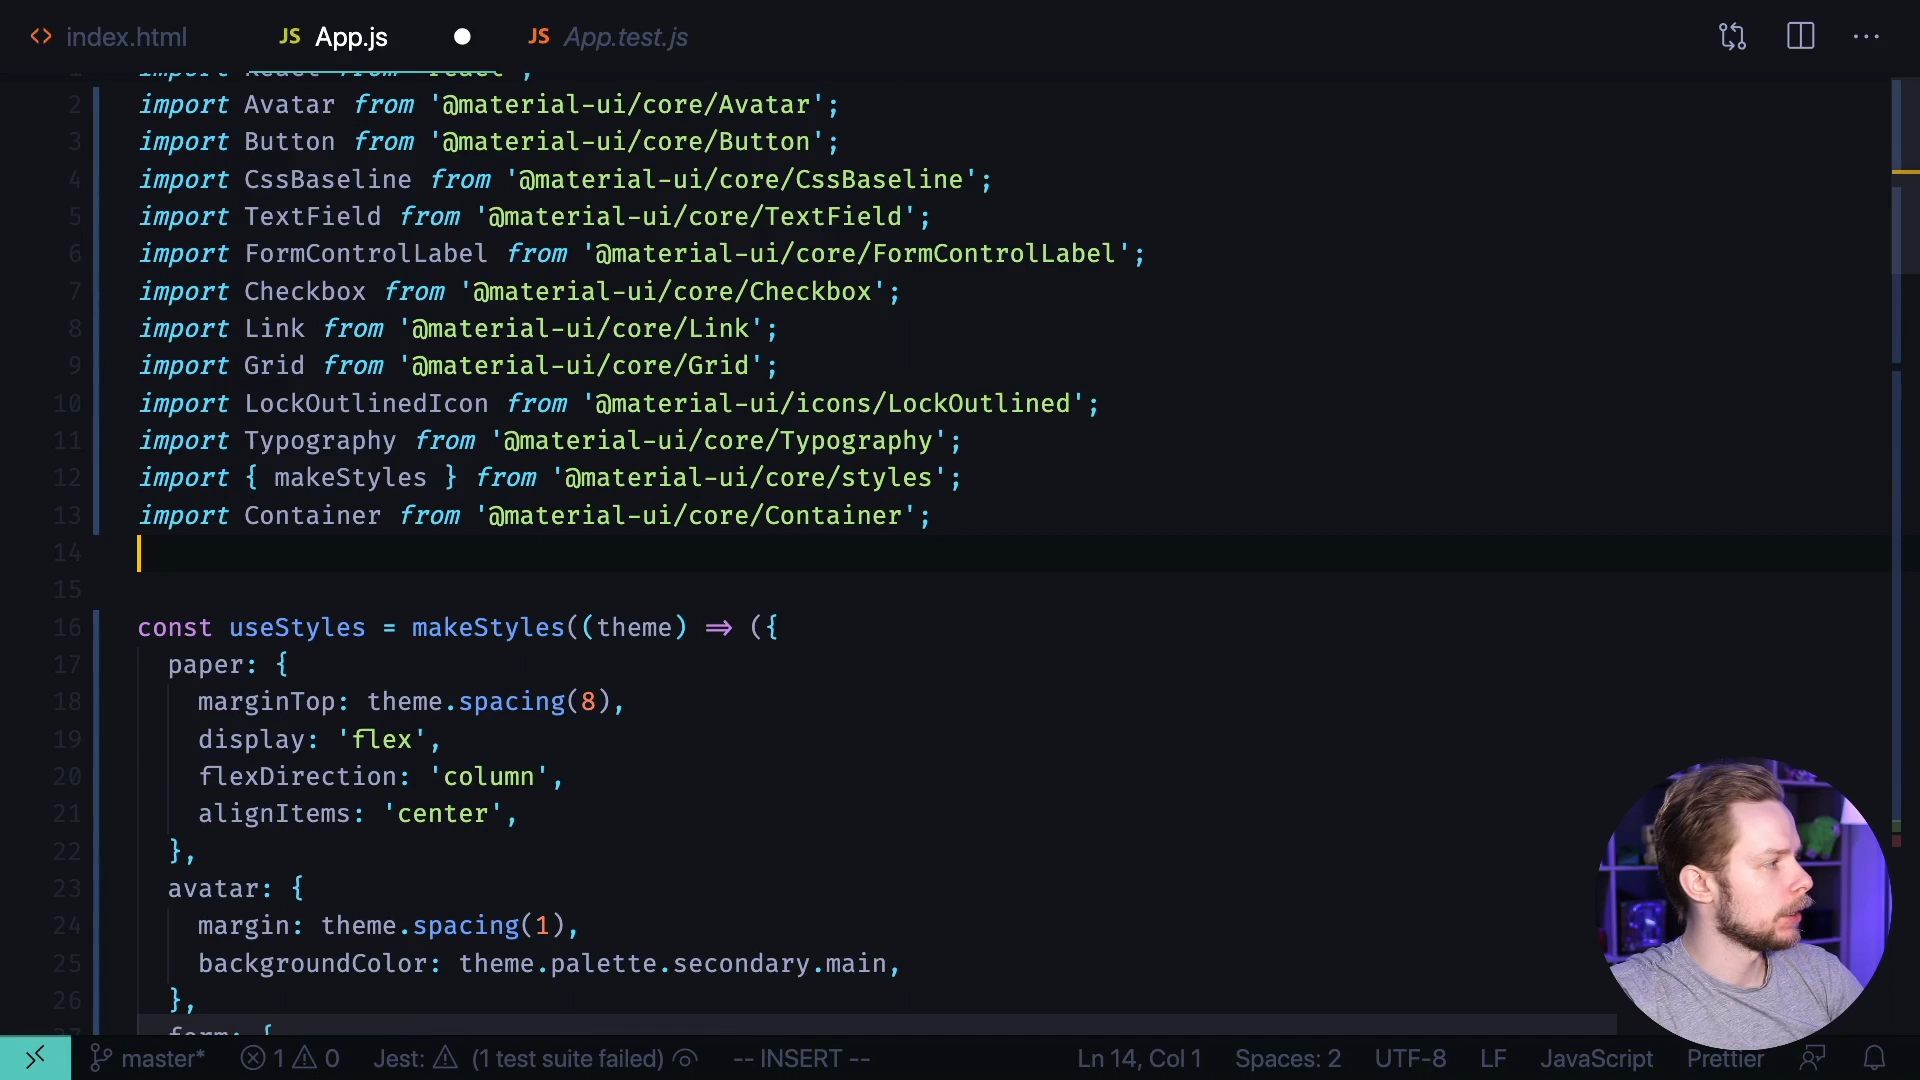 index.html
JS App.js
JS App.test.js
1 import React from 'react';
2 import Avatar from '@material-ui/core/Avatar';
3 import Button from '@material-ui/core/Button';
4 import CssBaseline from '@material-ui/core/CssBaseline';
5 import TextField from '@material-ui/core/TextField';
6 import FormControlLabel from '@material-ui/core/FormControlLabel';
7 import Checkbox from '@material-ui/core/Checkbox';
8 import Link from '@material-ui/core/Link';
9 import Grid from '@material-ui/core/Grid';
10 import LockOutlinedIcon from '@material-ui/icons/LockOutlined';
11 import Typography from '@material-ui/core/Typography';
12 import { makeStyles } from '@material-ui/core/styles';
13 import Container from '@material-ui/core/Container';
14
15
16 const useStyles = makeStyles((theme) => ({
17 paper: {
18 marginTop: theme.spacing(8),
19 display: 'flex',
20 flexDirection: 'column',
21 alignItems: 'center',
22 },
23 avatar: {
24 margin: theme.spacing(1),
25 backgroundColor: theme.palette.secondary.main,
26 },
27 form: {
master* 1 0 Jest: (1 test suite failed) -- INSERT -- Ln 14, Col 1 Spaces: 2 UTF-8 LF JavaScript Prettier